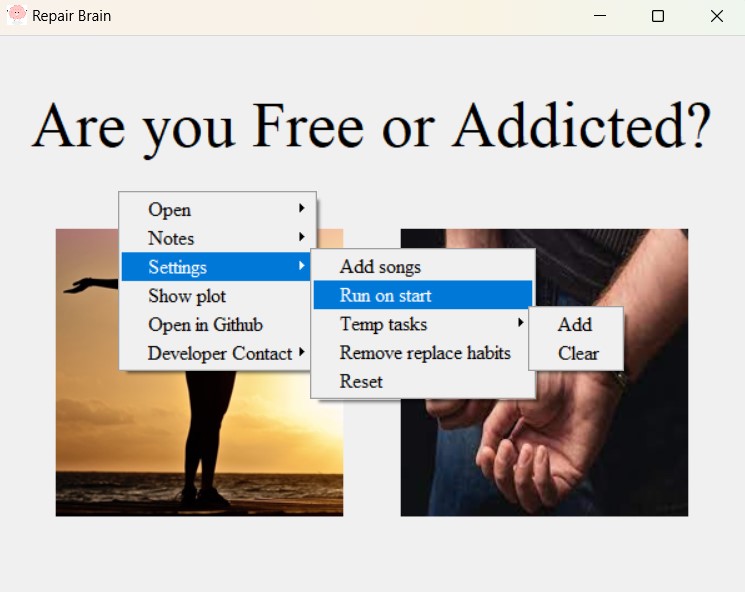 Repair Brain
Are you Free or Addicted?
Open
Notes
Settings
Show plot
Open in Github
Developer Contact
Add songs
Run on start
Temp tasks
Remove replace habits
Reset
Add
Clear